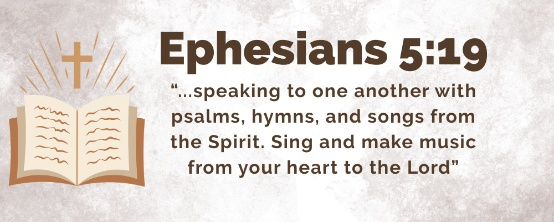 Ephesians 5:19
“...speaking to one another with
psalms, hymns, and songs from
the Spirit. Sing and make music
from your heart to the Lord”